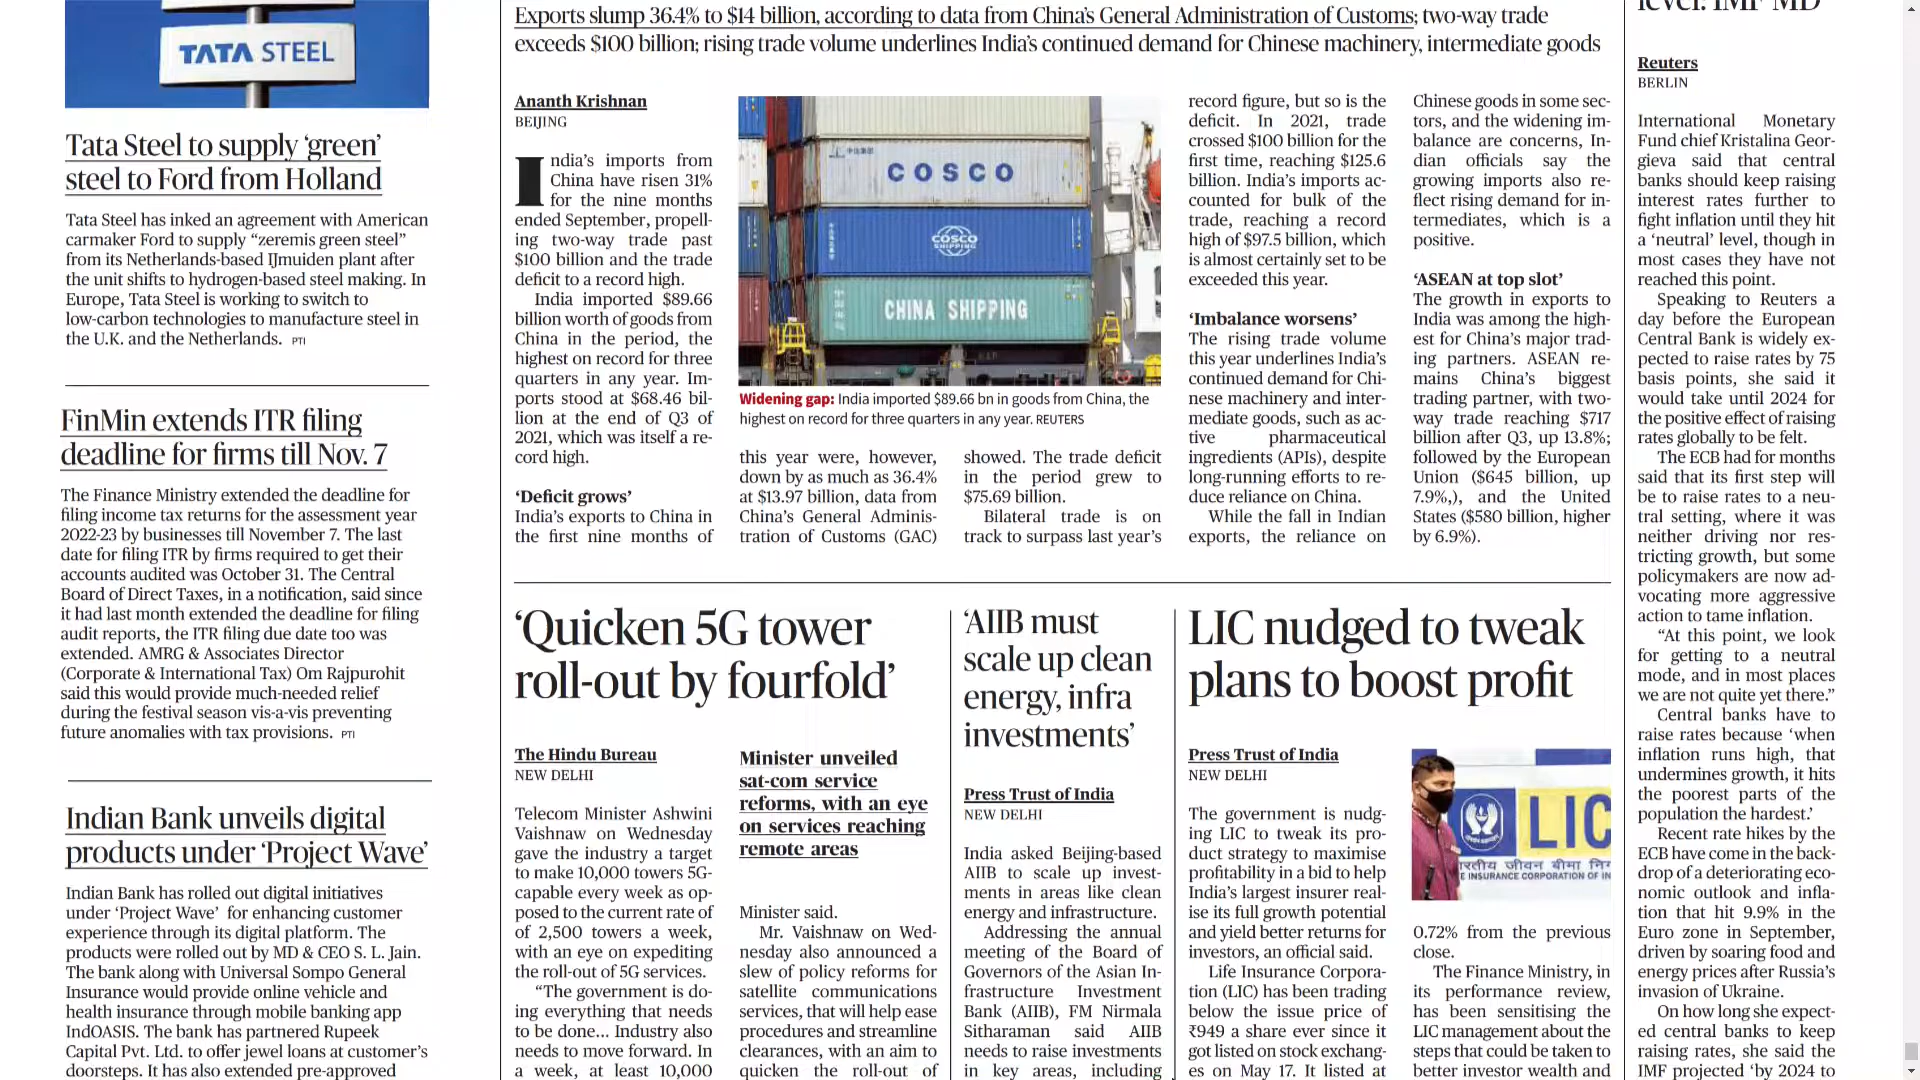 TATA STEEL
Tata Steel to supply ‘green’
steel to Ford from Holland
Tata Steel has inked an agreement with American
carmaker Ford to supply “zeremis green steel”
from its Netherlands-based IJmuiden plant after
the unit shifts to hydrogen-based steel making. In
Europe, Tata Steel is working to switch to
low-carbon technologies to manufacture steel in
the U.K. and the Netherlands. PTI
FinMin extends ITR filing
deadline for firms till Nov. 7
The Finance Ministry extended the deadline for
filing income tax returns for the assessment year
2022-23 by businesses till November 7. The last
date for filing ITR by firms required to get their
accounts audited was October 31. The Central
Board of Direct Taxes, in a notification, said since
it had last month extended the deadline for filing
audit reports, the ITR filing due date too was
extended. AMRG & Associates Director
(Corporate & International Tax) Om Rajpurohit
said this would provide much-needed relief
during the festival season vis-a-vis preventing
future anomalies with tax provisions. PTI
Indian Bank unveils digital
products under ‘Project Wave’
Indian Bank has rolled out digital initiatives
under ‘Project Wave’ for enhancing customer
experience through its digital platform. The
products were rolled out by MD & CEO S. L. Jain.
The bank along with Universal Sompo General
Insurance would provide online vehicle and
health insurance through mobile banking app
IndOASIS. The bank has partnered Rupeek
Capital Pvt. Ltd. to offer jewel loans at customer’s
doorsteps. It has also extended pre-approved
Exports slump 36.4% to $14 billion, according to data from China’s General Administration of Customs; two-way trade
exceeds $100 billion; rising trade volume underlines India’s continued demand for Chinese machinery, intermediate goods
Ananth Krishnan
BEIJING
India’s imports from
China have risen 31%
for the nine months
ended September, propell-
ing two-way trade past
$100 billion and the trade
deficit to a record high.
India imported $89.66
billion worth of goods from
China in the period, the
highest on record for three
quarters in any year. Im-
ports stood at $68.46 bil-
lion at the end of Q3 of
2021, which was itself a re-
cord high.
‘Deficit grows’
India’s exports to China in
the first nine months of
COSCO
COSCO
SHIPPING
CHINA SHIPPING
Widening gap: India imported $89.66 bn in goods from China, the
highest on record for three quarters in any year. REUTERS
this year were, however,
down by as much as 36.4%
at $13.97 billion, data from
China’s General Adminis-
tration of Customs (GAC)
showed. The trade deficit
in the period grew to
$75.69 billion.
Bilateral trade is on
track to surpass last year’s
record figure, but so is the
deficit. In 2021, trade
crossed $100 billion for the
first time, reaching $125.6
billion. India’s imports ac-
counted for bulk of the
trade, reaching a record
high of $97.5 billion, which
is almost certainly set to be
exceeded this year.
‘Imbalance worsens’
The rising trade volume
this year underlines India’s
continued demand for Chi-
nese machinery and inter-
mediate goods, such as ac-
tive pharmaceutical
ingredients (APIs), despite
long-running efforts to re-
duce reliance on China.
While the fall in Indian
exports, the reliance on
Chinese goods in some sec-
tors, and the widening im-
balance are concerns, In-
dian officials say the
growing imports also re-
flect rising demand for in-
termediates, which is a
positive.
‘ASEAN at top slot’
The growth in exports to
India was among the high-
est for China’s major trad-
ing partners. ASEAN re-
mains China’s biggest
trading partner, with two-
way trade reaching $717
billion after Q3, up 13.8%;
followed by the European
Union ($645 billion, up
7.9%,), and the United
States ($580 billion, higher
by 6.9%).
‘Quicken 5G tower
roll-out by fourfold’
The Hindu Bureau
NEW DELHI
Telecom Minister Ashwini
Vaishnaw on Wednesday
gave the industry a target
to make 10,000 towers 5G-
capable every week as op-
posed to the current rate of
of 2,500 towers a week,
with an eye on expediting
the roll-out of 5G services.
“The government is do-
ing everything that needs
to be done... Industry also
needs to move forward. In
a week, at least 10,000
Minister unveiled
sat-com service
reforms, with an eye
on services reaching
remote areas
Minister said.
Mr. Vaishnaw on Wed-
nesday also announced a
slew of policy reforms for
satellite communications
services, that will help ease
procedures and streamline
clearances, with an aim to
quicken the roll-out of
‘AIIB must
scale up clean
energy, infra
investments’
Press Trust of India
NEW DELHI
India asked Beijing-based
AIIB to scale up invest-
ments in areas like clean
energy and infrastructure.
Addressing the annual
meeting of the Board of
Governors of the Asian In-
frastructure Investment
Bank (AIIB), FM Nirmala
Sitharaman said AIIB
needs to raise investments
in key areas, including
LIC nudged to tweak
plans to boost profit
Press Trust of India
NEW DELHI
The government is nudg-
ing LIC to tweak its pro-
duct strategy to maximise
profitability in a bid to help
India’s largest insurer real-
ise its full growth potential
and yield better returns for
investors, an official said.
Life Insurance Corpora-
tion (LIC) has been trading
below the issue price of
₹949 a share ever since it
got listed on stock exchang-
es on May 17. It listed at
LIC
रतीय जीवन बीमा निग
E INSURANCE CORPORATION OF IN
0.72% from the previous
close.
The Finance Ministry, in
its performance review,
has been sensitising the
LIC management about the
steps that could be taken to
better investor wealth and
level: IMF MD
Reuters
BERLIN
International Monetary
Fund chief Kristalina Geor-
gieva said that central
banks should keep raising
interest rates further to
fight inflation until they hit
a ‘neutral’ level, though in
most cases they have not
reached this point.
Speaking to Reuters a
day before the European
Central Bank is widely ex-
pected to raise rates by 75
basis points, she said it
would take until 2024 for
the positive effect of raising
rates globally to be felt.
The ECB had for months
said that its first step will
be to raise rates to a neu-
tral setting, where it was
neither driving nor res-
tricting growth, but some
policymakers are now ad-
vocating more aggressive
action to tame inflation.
“At this point, we look
for getting to a neutral
mode, and in most places
we are not quite yet there.”
Central banks have to
raise rates because ‘when
inflation runs high, that
undermines growth, it hits
the poorest parts of the
population the hardest.’
Recent rate hikes by the
ECB have come in the back-
drop of a deteriorating eco-
nomic outlook and infla-
tion that hit 9.9% in the
Euro zone in September,
driven by soaring food and
energy prices after Russia’s
invasion of Ukraine.
On how long she expect-
ed central banks to keep
raising rates, she said the
IMF projected ‘by 2024 to